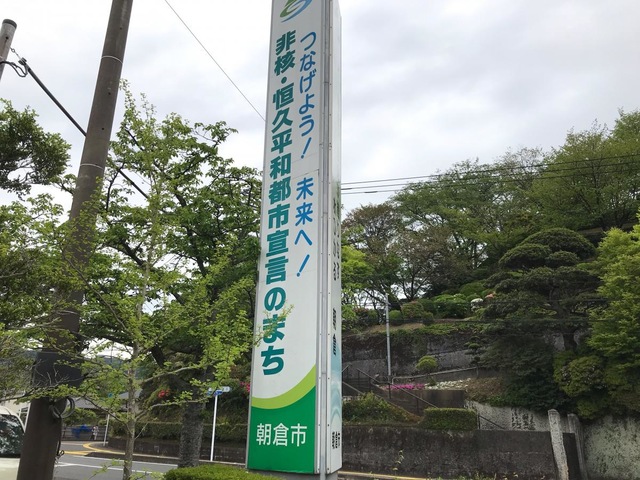 つなげよう!未来へ!
非核・恒久平和都市宣言のまち
朝倉市